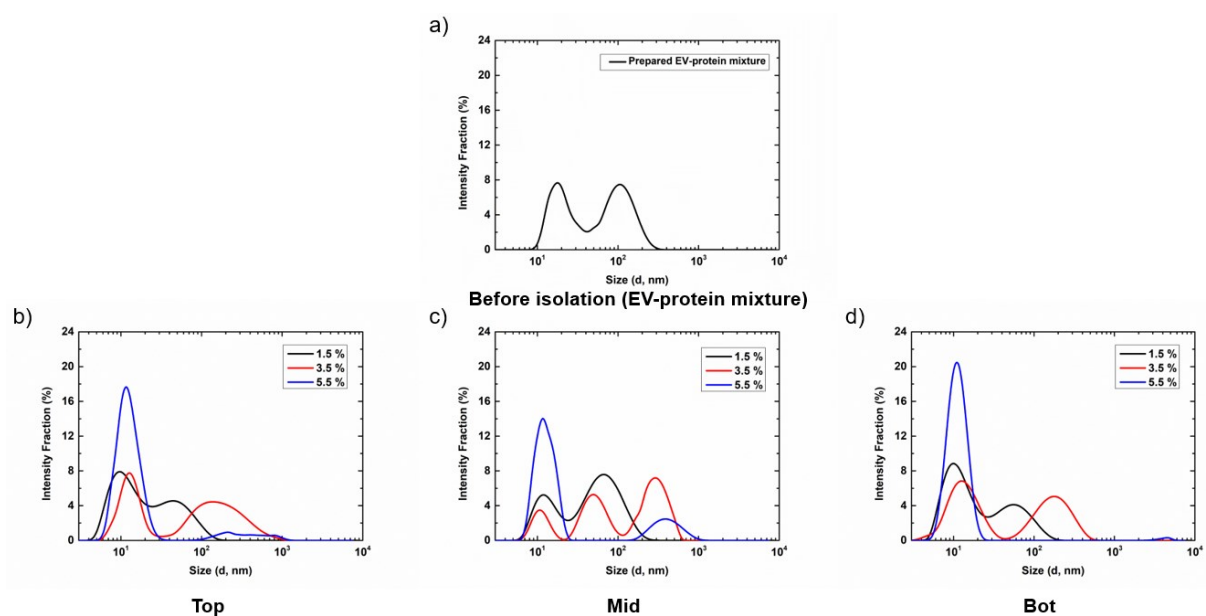 a)
24
20
16
12
8
4
0
Intensity Fraction (%)
Prepared EV-protein mixture
10¹ 10² 10³ 10⁴
Size (d, nm)
Before isolation (EV-protein mixture)
b)
24
20
16
12
8
4
0
Intensity Fraction (%)
1.5 %
3.5 %
5.5 %
10¹ 10² 10³ 10⁴
Size (d, nm)
Top
c)
24
20
16
12
8
4
0
Intensity Fraction (%)
1.5 %
3.5 %
5.5 %
10¹ 10² 10³ 10⁴
Size (d, nm)
Mid
d)
24
20
16
12
8
4
0
Intensity Fraction (%)
1.5 %
3.5 %
5.5 %
10¹ 10² 10³ 10⁴
Size (d, nm)
Bot